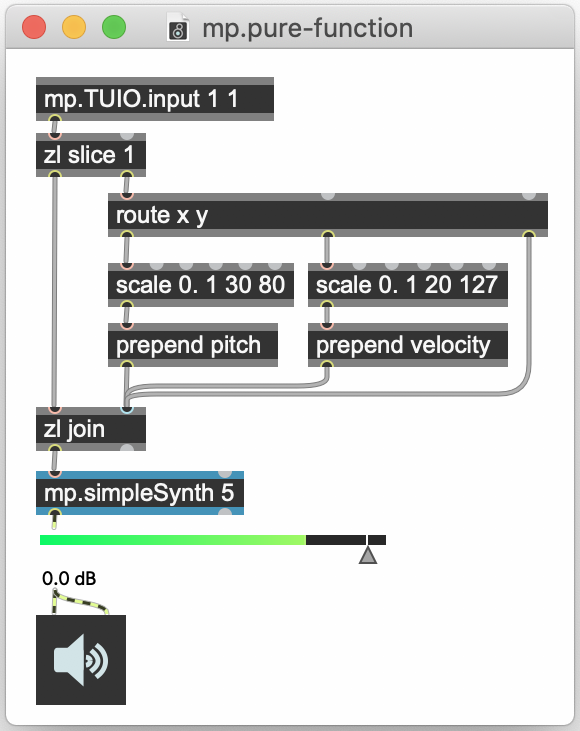 mp.pure-function
mp.TUIO.input 1 1
zl slice 1
route x y
scale 0. 1 30 80
scale 0. 1 20 127
prepend pitch
prepend velocity
zl join
mp.simpleSynth 5
0.0 dB